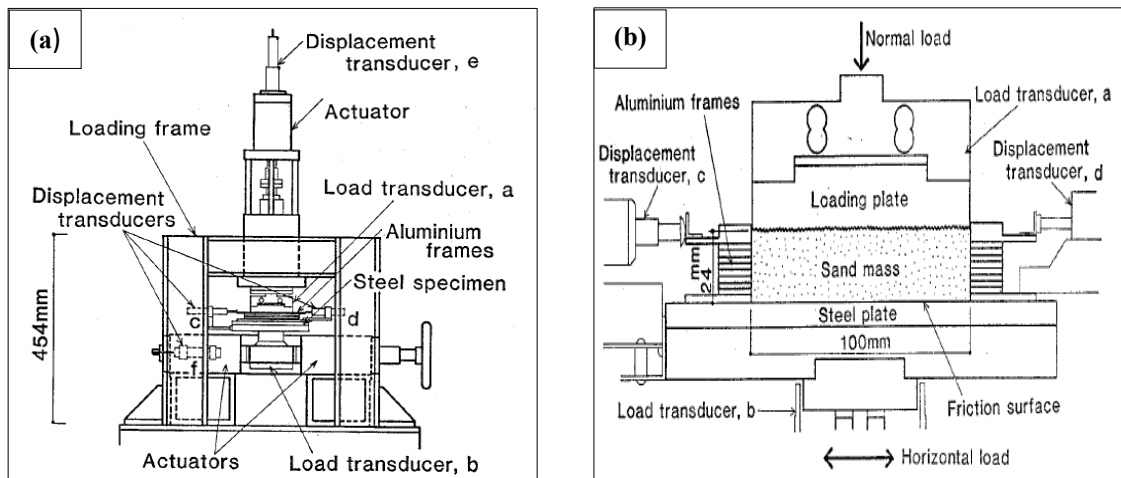 (a)
Displacement
transducer, e
Actuator
Loading frame
Load transducer, a
Displacement
transducers
Aluminium
frames
Steel specimen
c
d
f
454mm
Actuators
Load transducer, b
(b)
Normal load
Aluminium frames
Load transducer, a
Displacement
transducer, c
Displacement
transducer, d
Loading plate
24 mm
Sand mass
Steel plate
100mm
Load transducer, b
Friction surface
Horizontal load